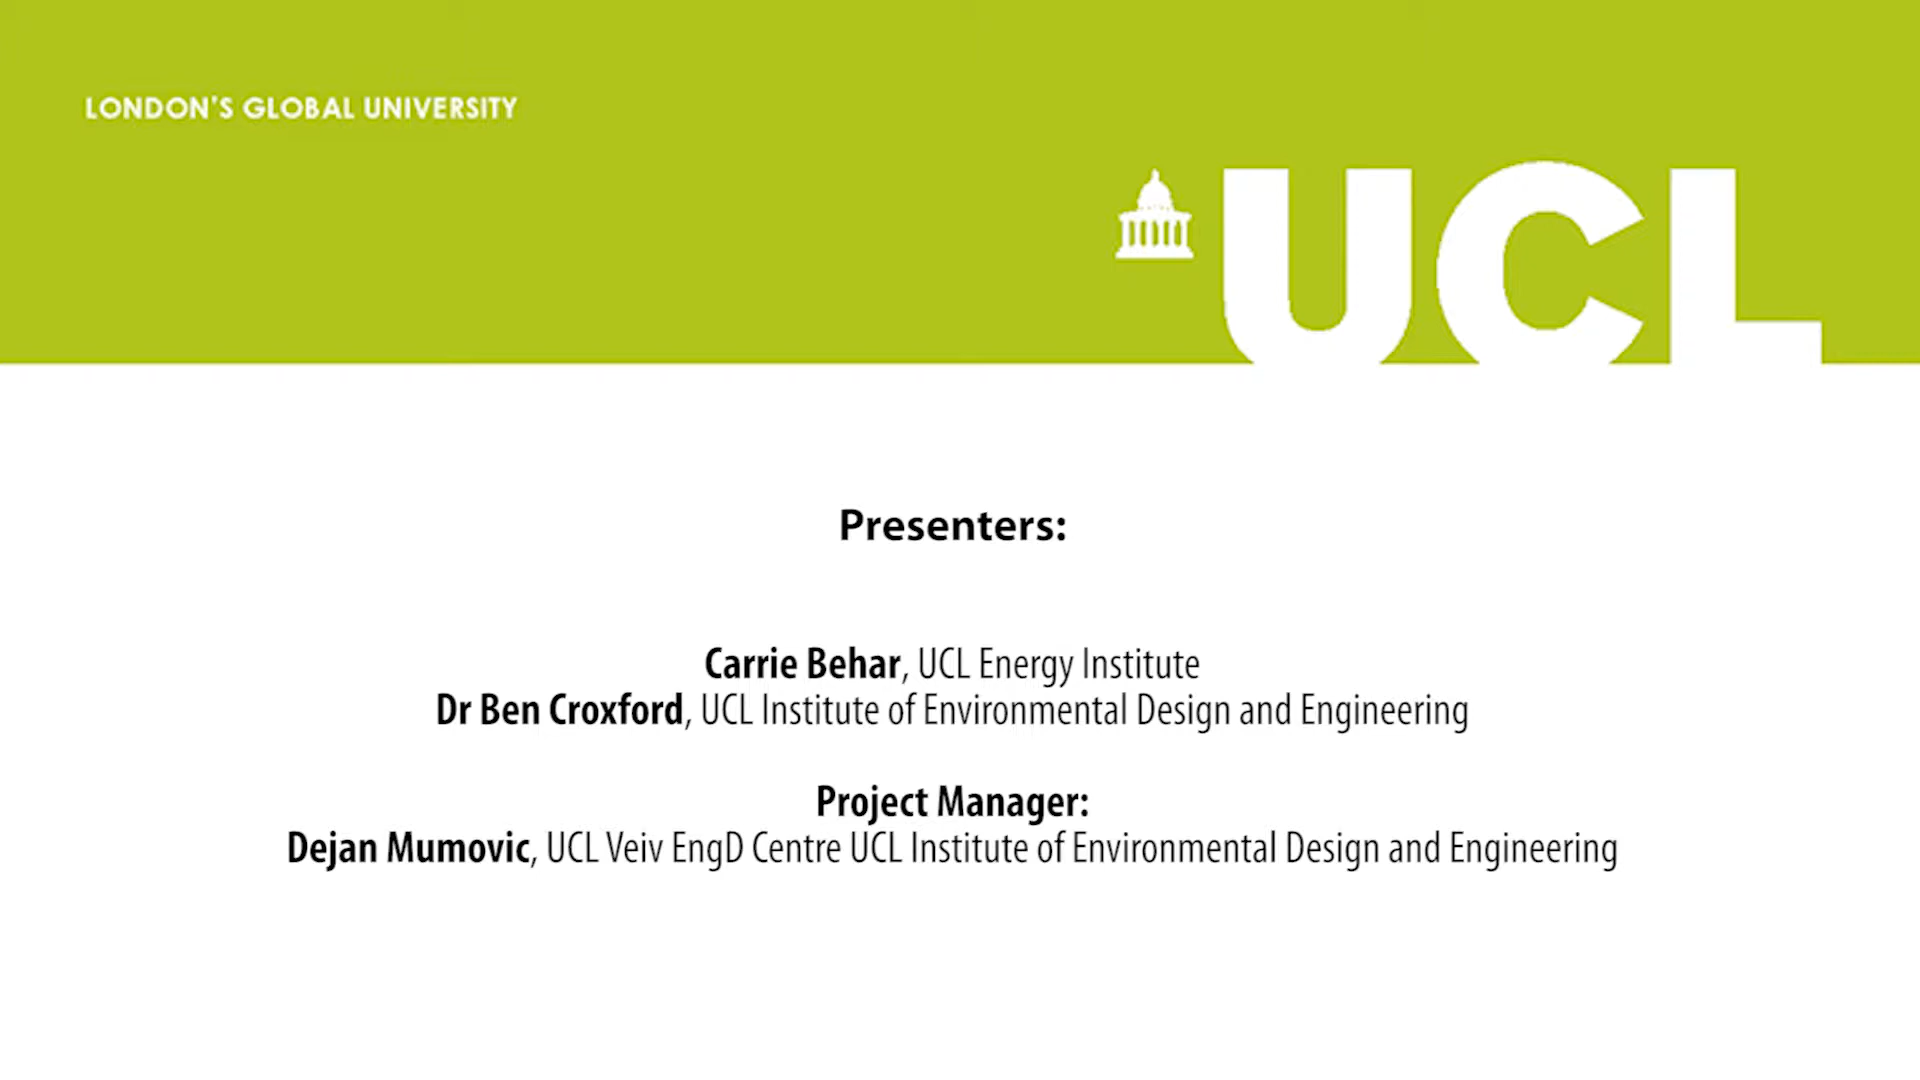 LONDON'S GLOBAL UNIVERSITY
UCL
Presenters:
Carrie Behar, UCL Energy Institute
Dr Ben Croxford, UCL Institute of Environmental Design and Engineering
Project Manager:
Dejan Mumovic, UCL Veiv EngD Centre UCL Institute of Environmental Design and Engineering